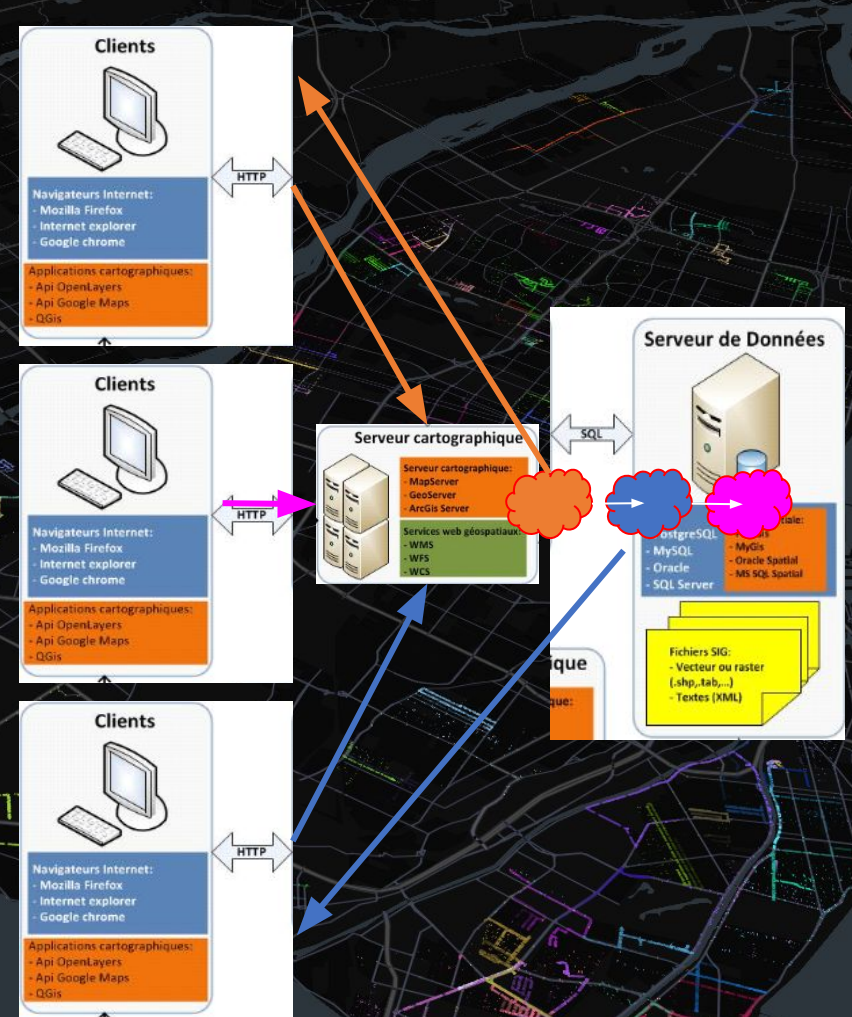 Clients
HTTP
Navigateurs Internet:
- Mozilla Firefox
- Internet explorer
- Google chrome
Applications cartographiques:
- Api OpenLayers
- Api Google Maps
- QGis
Clients
HTTP
Navigateurs Internet:
- Mozilla Firefox
- Internet explorer
- Google chrome
Applications cartographiques:
- Api OpenLayers
- Api Google Maps
- QGis
Clients
HTTP
Navigateurs Internet:
- Mozilla Firefox
- Internet explorer
- Google chrome
Applications cartographiques:
- Api OpenLayers
- Api Google Maps
- QGis
Serveur cartographique
Serveur cartographique:
- MapServer
- GeoServer
- ArcGis Server
Services web géospatiaux:
- WMS
- WFS
- WCS
SQL
Serveur de Données
PostgreSQL
- MySQL
- Oracle
- SQL Server
- MyGis
- Oracle Spatial
- MS SQL Spatial
Fichiers SIG:
- Vecteur ou raster
(.shp,.tab,...)
- Textes (XML)
ique
que: